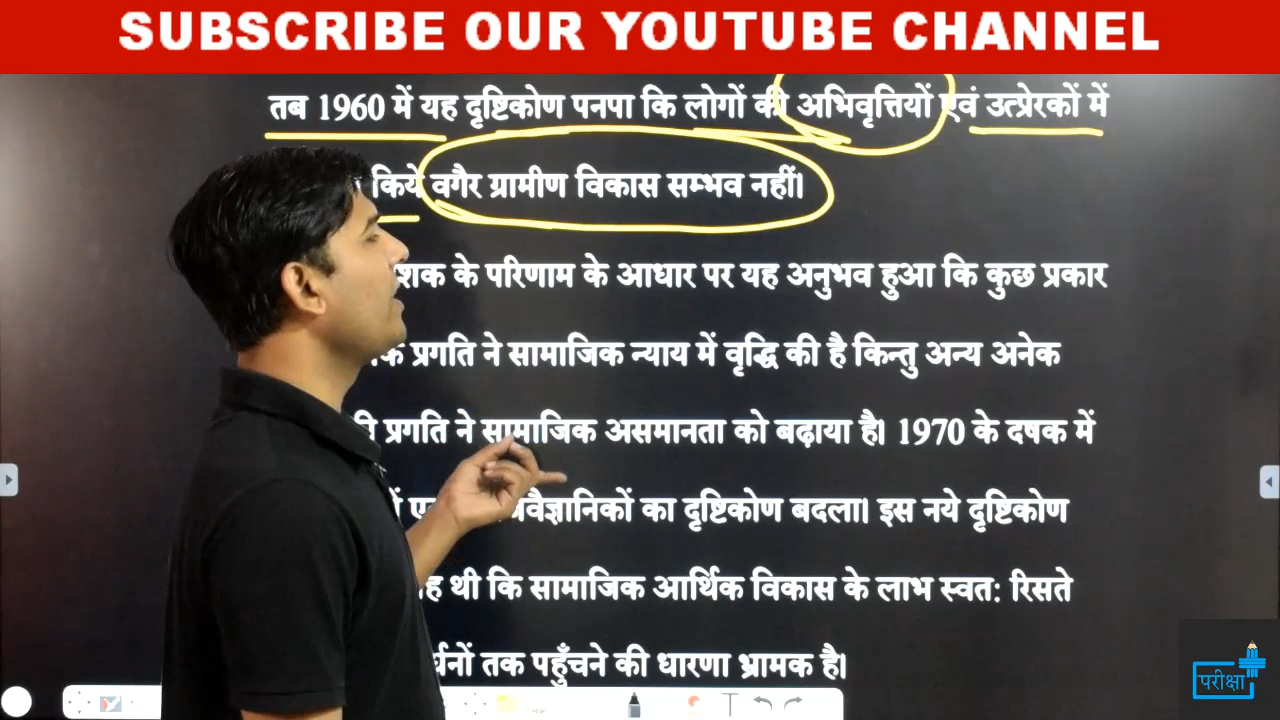 SUBSCRIBE OUR YOUTUBE CHANNEL
तब 1960 में यह दृष्टिकोण पनपा कि लोगों की अभिवृत्तियों एवं उत्प्रेरकों में
किये वगैर ग्रामीण विकास सम्भव नहीं।
के परिणाम के आधार पर यह अनुभव हुआ कि कुछ प्रकार
प्रगति ने सामाजिक न्याय में वृद्धि की है किन्तु अन्य अनेक
प्रगति ने सामाजिक असमानता को बढ़ाया है। 1970 के दषक में
का दृष्टिकोण बदला। इस नये दृष्टिकोण
थी कि सामाजिक आर्थिक विकास के लाभ स्वत: रिसते
तक पहुँचने की धारणा भ्रामक है।
परीक्षा